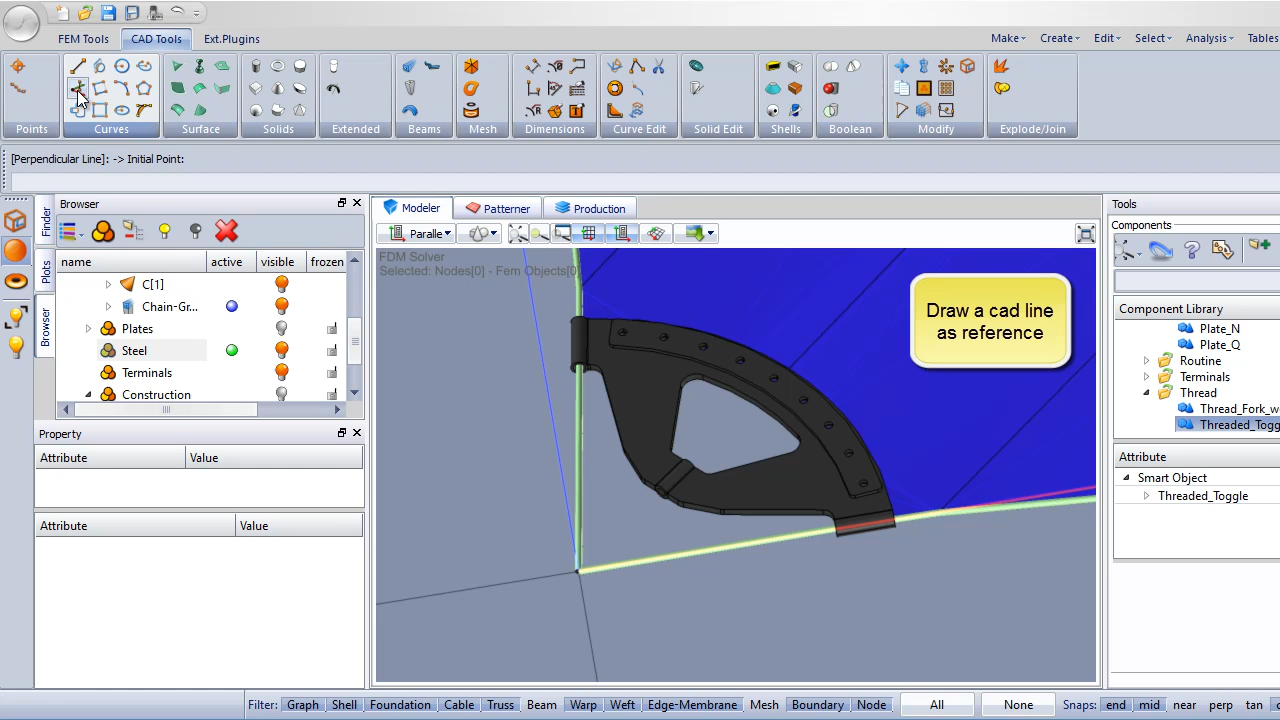 FEM Tools CAD Tools Ext.Plugins Make Create Edit Select Analysis Tables
Points Curves Surface Solids Extended Beams Mesh Dimensions Curve Edit Solid Edit Shells Boolean Modify Explode/Join
[Perpendicular Line]: -> Initial Point:
Finder
Plots
Browser
Browser
name active visible frozen
C[1]
Chain-Gr...
Plates
Steel
Terminals
Construction
Property
Attribute Value
Attribute Value
Modeler Patterner Production
Paralle
FDM Solver
Selected: Nodes[0] - Fem Objects[0]
Draw a cad line
as reference
Tools
Components
Component Library
Plate_N
Plate_Q
Routine
Terminals
Thread
Thread_Fork_w
Threaded_Togg
Attribute
Smart Object
Threaded_Toggle
Filter: Graph Shell Foundation Cable Truss Beam Warp Weft Edge-Membrane Mesh Boundary Node All None Snaps: end mid near perp tan